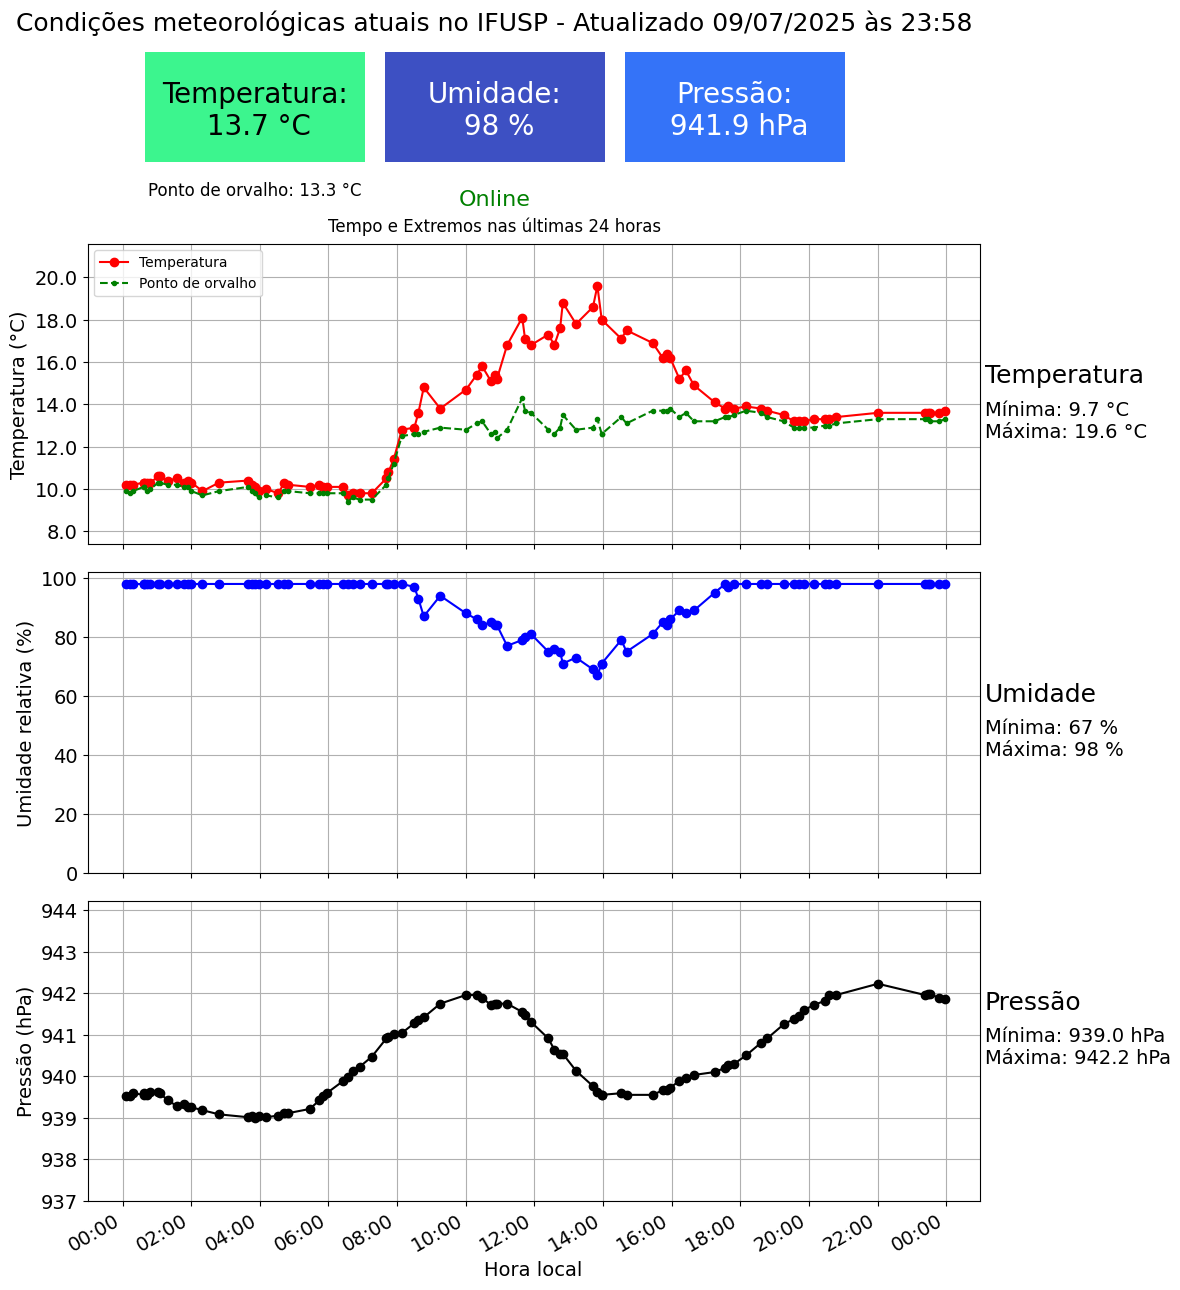 Condições meteorológicas atuais no IFUSP - Atualizado 09/07/2025 às 23:58
Temperatura:
13.7 °C
Umidade:
98 %
Pressão:
941.9 hPa
Ponto de orvalho: 13.3 °C
Online
Tempo e Extremos nas últimas 24 horas
Temperatura
Ponto de orvalho
Temperatura (°C)
20.0
18.0
16.0
14.0
12.0
10.0
8.0
Temperatura
Mínima: 9.7 °C
Máxima: 19.6 °C
Umidade relativa (%)
100
80
60
40
20
0
Umidade
Mínima: 67 %
Máxima: 98 %
Pressão (hPa)
944
943
942
941
940
939
938
937
Pressão
Mínima: 939.0 hPa
Máxima: 942.2 hPa
00:00 02:00 04:00 06:00 08:00 10:00 12:00 14:00 16:00 18:00 20:00 22:00 00:00
Hora local